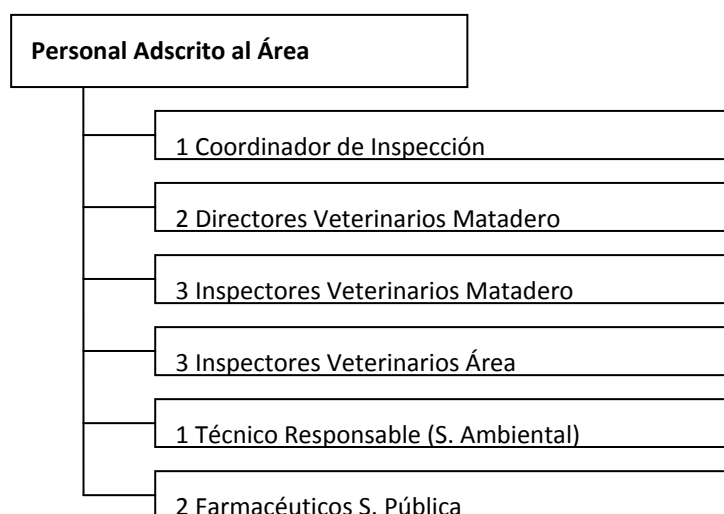 Personal Adscrito al Área
1 Coordinador de Inspección
2 Directores Veterinarios Matadero
3 Inspectores Veterinarios Matadero
3 Inspectores Veterinarios Área
1 Técnico Responsable (S. Ambiental)
2 Farmacéuticos S. Pública